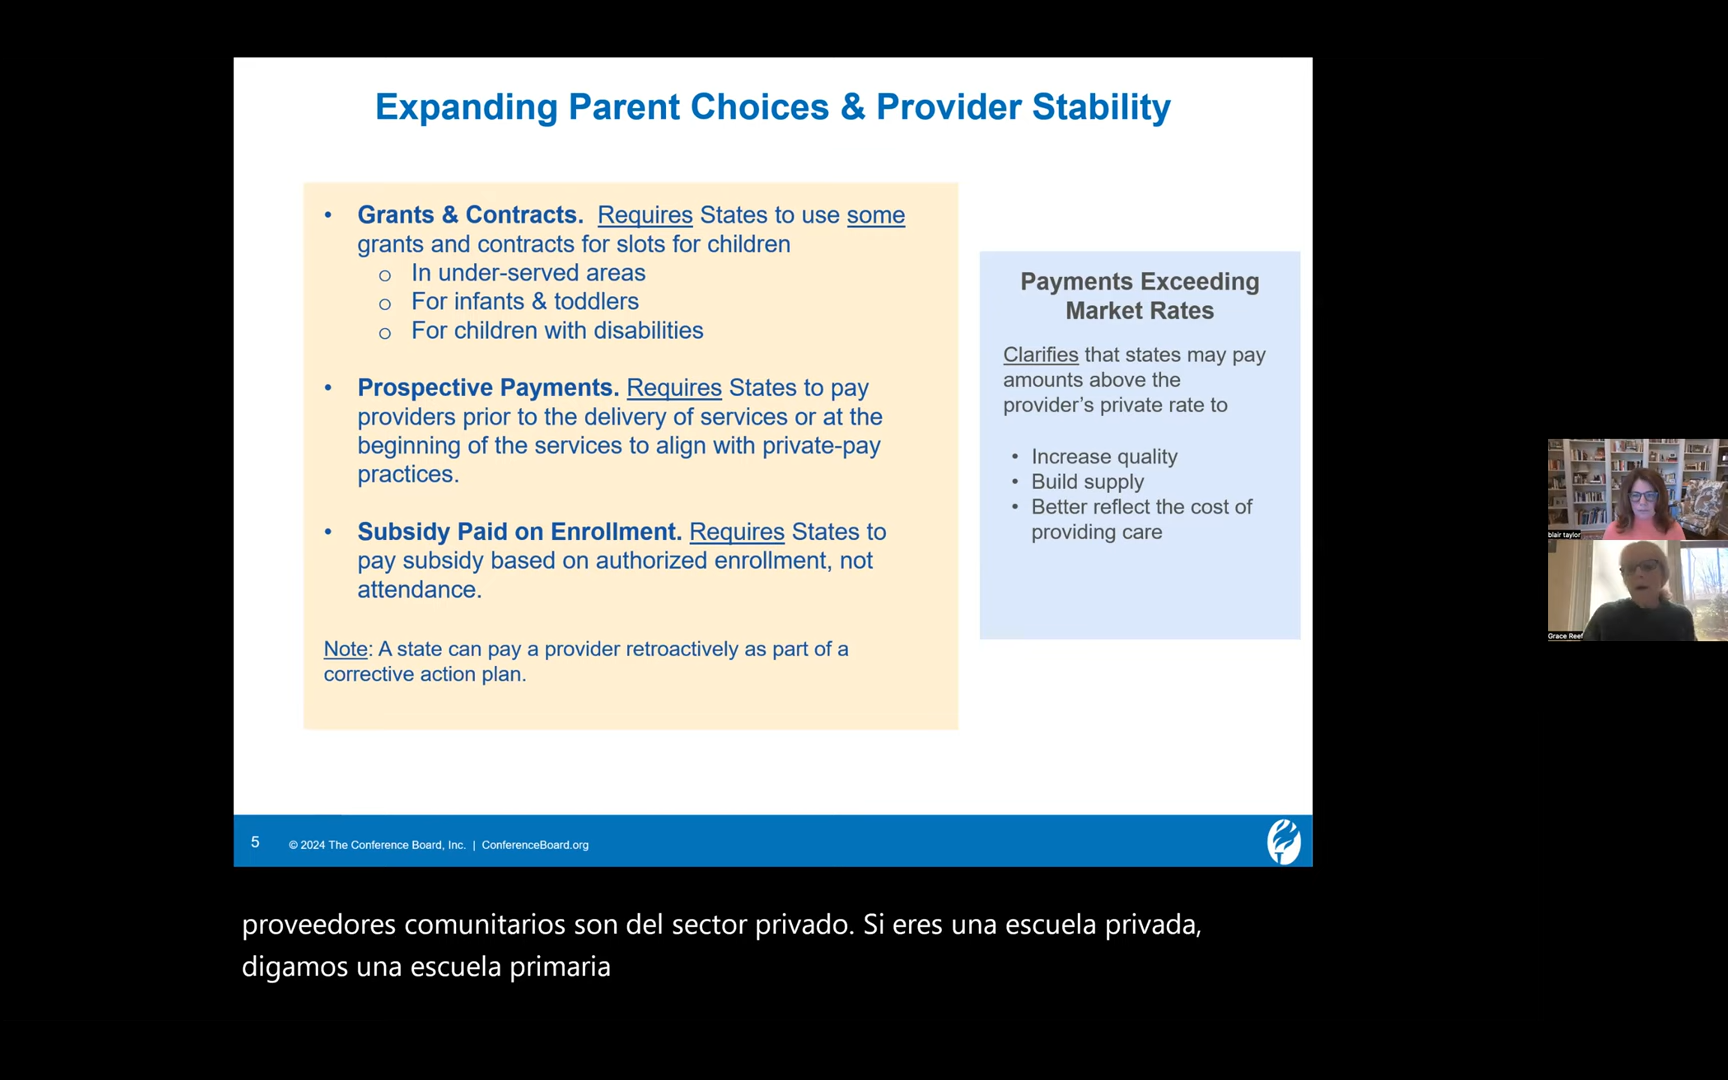 Expanding Parent Choices & Provider Stability
• Grants & Contracts. Requires States to use some
grants and contracts for slots for children
o In under-served areas
o For infants & toddlers
o For children with disabilities
• Prospective Payments. Requires States to pay
providers prior to the delivery of services or at the
beginning of the services to align with private-pay
practices.
• Subsidy Paid on Enrollment. Requires States to
pay subsidy based on authorized enrollment, not
attendance.
Note: A state can pay a provider retroactively as part of a
corrective action plan.
Payments Exceeding
Market Rates
Clarifies that states may pay
amounts above the
provider's private rate to
• Increase quality
• Build supply
• Better reflect the cost of
providing care
blair taylor
Grace Reef
5 © 2024 The Conference Board, Inc. | ConferenceBoard.org
proveedores comunitarios son del sector privado. Si eres una escuela privada,
digamos una escuela primaria